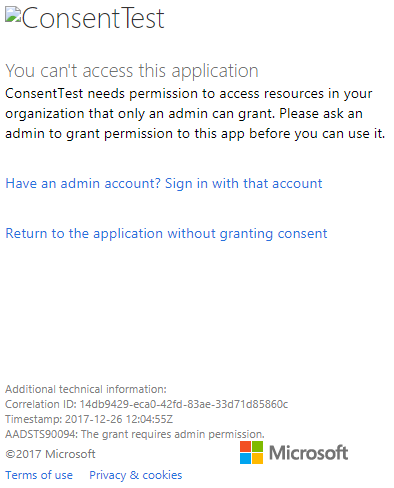 ConsentTest
You can't access this application
ConsentTest needs permission to access resources in your
organization that only an admin can grant. Please ask an
admin to grant permission to this app before you can use it.
Have an admin account? Sign in with that account
Return to the application without granting consent
Additional technical information:
Correlation ID: 14db9429-eca0-42fd-83ae-33d71d85860c
Timestamp: 2017-12-26 12:04:55Z
AADSTS90094: The grant requires admin permission.
©2017 Microsoft
Microsoft
Terms of use Privacy & cookies